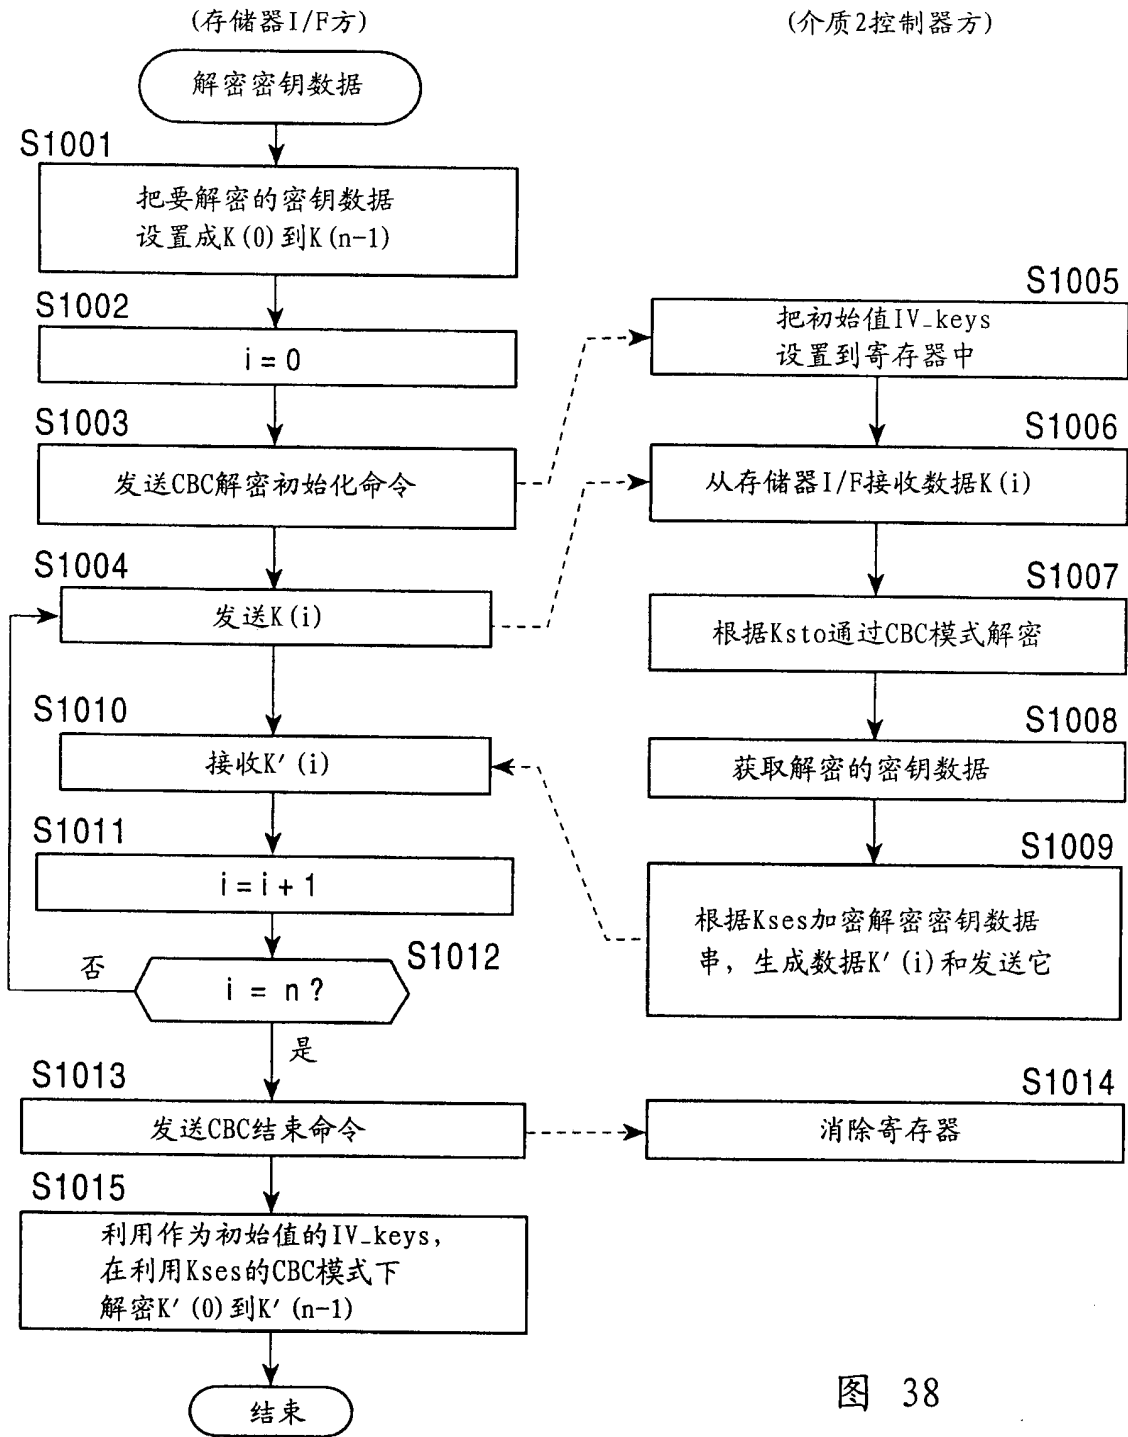 (存储器I/F方)
(介质2控制器方)
解密密钥数据
S1001
把要解密的密钥数据
设置成K(0)到K(n-1)
S1002
i = 0
S1003
发送CBC解密初始化命令
S1004
发送K(i)
S1005
把初始值IV_keys
设置到寄存器中
S1006
从存储器I/F接收数据K(i)
S1007
根据Ksto通过CBC模式解密
S1008
获取解密的密钥数据
S1009
根据Kses加密解密密钥数据
串，生成数据K′(i)和发送它
S1010
接收K′(i)
S1011
i = i + 1
S1012
i = n ?
否
是
S1013
发送CBC结束命令
S1014
消除寄存器
S1015
利用作为初始值的IV_keys,
在利用Kses的CBC模式下
解密K′(0)到K′(n-1)
结束
图 38